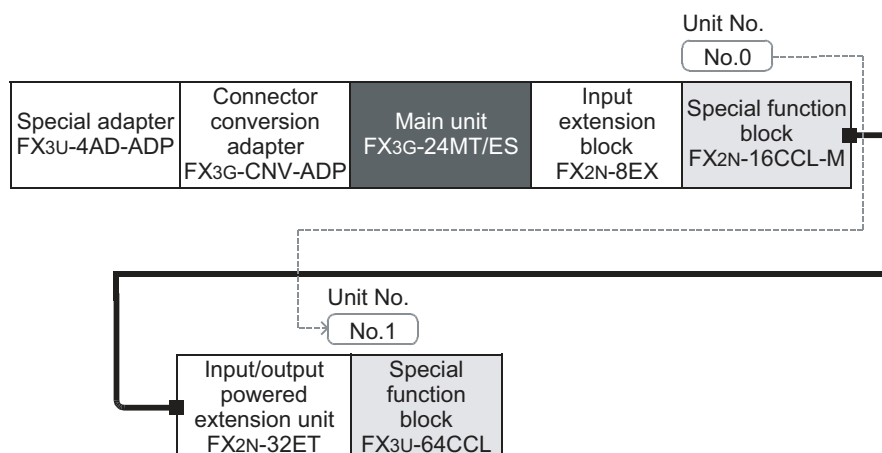 Unit No.
No.0
Special adapter
FX3U-4AD-ADP
Connector
conversion
adapter
FX3G-CNV-ADP
Main unit
FX3G-24MT/ES
Input
extension
block
FX2N-8EX
Special function
block
FX2N-16CCL-M
Unit No.
No.1
Input/output
powered
extension unit
FX2N-32ET
Special
function
block
FX3U-64CCL